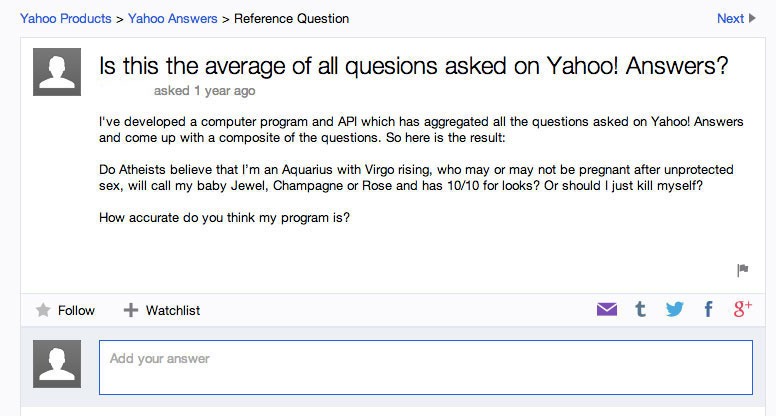 Yahoo Products > Yahoo Answers > Reference Question
Next
Is this the average of all quesions asked on Yahoo! Answers?
asked 1 year ago
I've developed a computer program and API which has aggregated all the questions asked on Yahoo! Answers
and come up with a composite of the questions. So here is the result:
Do Atheists believe that I'm an Aquarius with Virgo rising, who may or may not be pregnant after unprotected
sex, will call my baby Jewel, Champagne or Rose and has 10/10 for looks? Or should I just kill myself?
How accurate do you think my program is?
Follow
Watchlist
t
f
g+
Add your answer